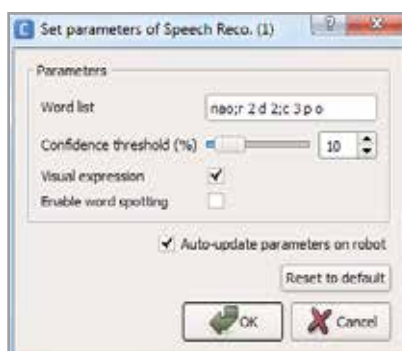 Set parameters of Speech Reco. (1)
Parameters
Word list nao;r 2 d 2;c 3 p o
Confidence threshold (%) 10
Visual expression
Enable word spotting
Auto-update parameters on robot
Reset to default
OK Cancel